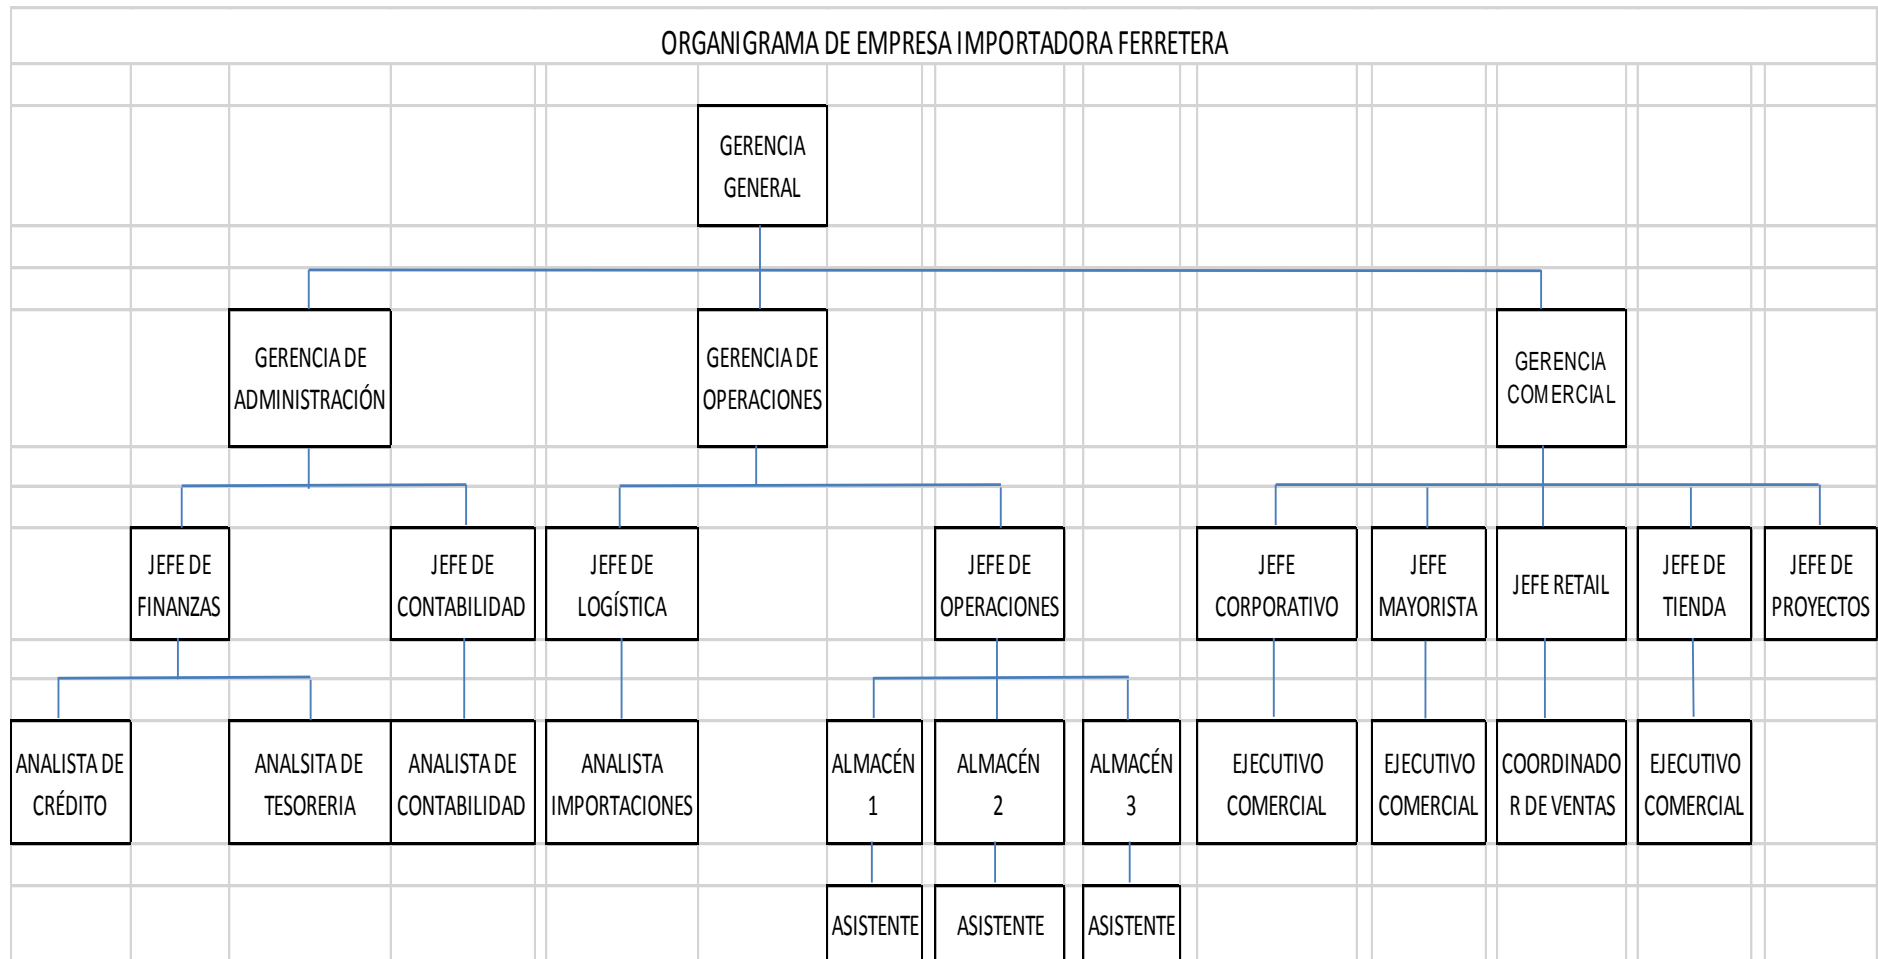 ORGANIGRAMA DE EMPRESA IMPORTADORA FERRETERA
GERENCIA
GENERAL
GERENCIA DE
ADMINISTRACIÓN
GERENCIA DE
OPERACIONES
GERENCIA
COMERCIAL
JEFE DE
FINANZAS
JEFE DE
CONTABILIDAD
JEFE DE
LOGÍSTICA
JEFE DE
OPERACIONES
JEFE
CORPORATIVO
JEFE
MAYORISTA
JEFE RETAIL
JEFE DE
TIENDA
JEFE DE
PROYECTOS
ANALISTA DE
CRÉDITO
ANALSITA DE
TESORERIA
ANALISTA DE
CONTABILIDAD
ANALISTA
IMPORTACIONES
ALMACÉN
1
ALMACÉN
2
ALMACÉN
3
EJECUTIVO
COMERCIAL
EJECUTIVO
COMERCIAL
COORDINADO
R DE VENTAS
EJECUTIVO
COMERCIAL
ASISTENTE
ASISTENTE
ASISTENTE